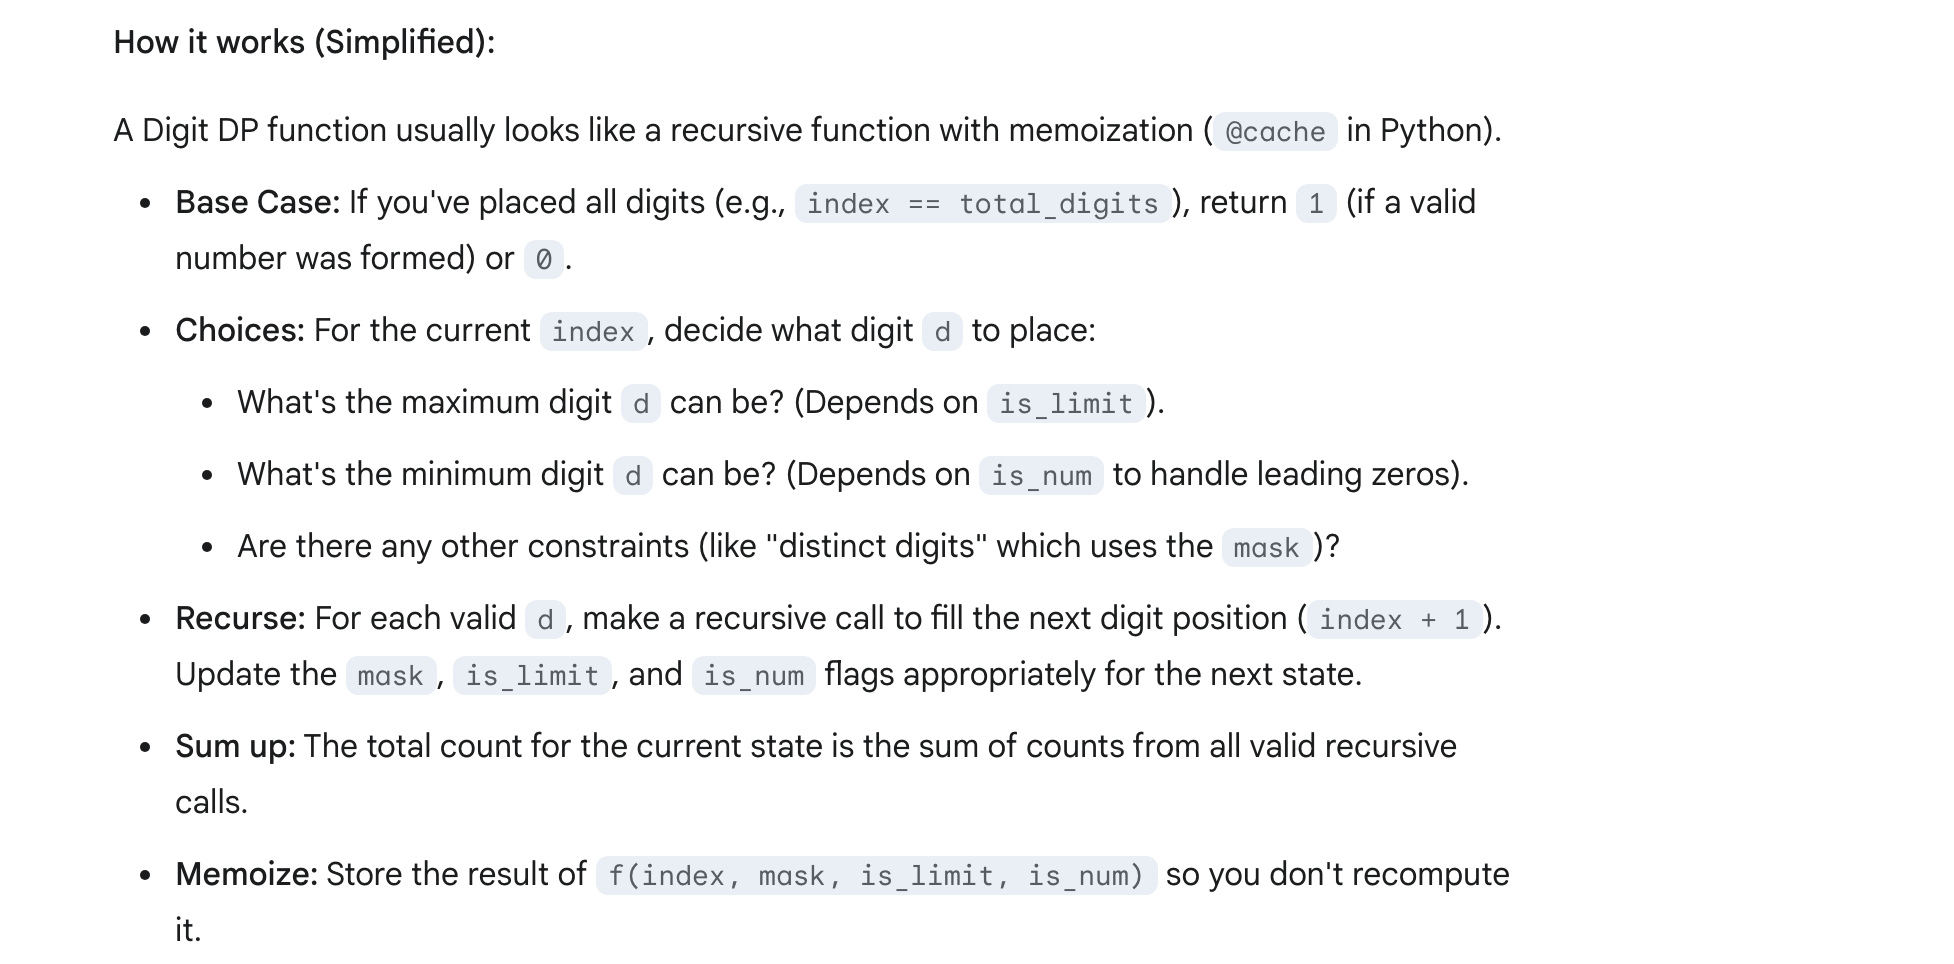 How it works (Simplified):
A Digit DP function usually looks like a recursive function with memoization ( @cache in Python).
• Base Case: If you've placed all digits (e.g., index == total_digits ), return 1 (if a valid
number was formed) or 0 .
• Choices: For the current index , decide what digit d to place:
• What's the maximum digit d can be? (Depends on is_limit ).
• What's the minimum digit d can be? (Depends on is_num to handle leading zeros).
• Are there any other constraints (like "distinct digits" which uses the mask )?
• Recurse: For each valid d , make a recursive call to fill the next digit position ( index + 1 ).
Update the mask , is_limit , and is_num flags appropriately for the next state.
• Sum up: The total count for the current state is the sum of counts from all valid recursive
calls.
• Memoize: Store the result of f(index, mask, is_limit, is_num) so you don't recompute
it.